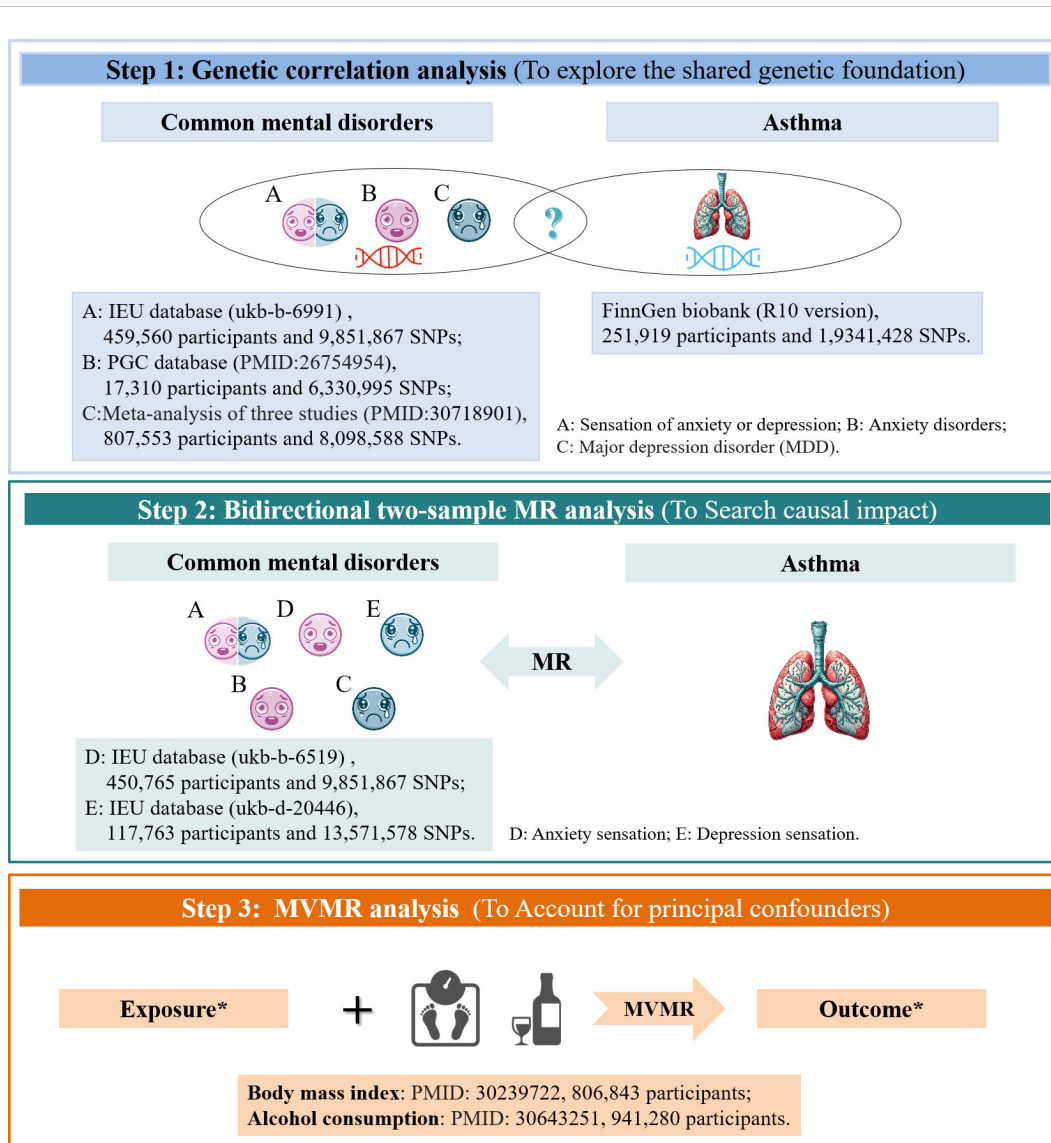 Step 1: Genetic correlation analysis (To explore the shared genetic foundation)
Common mental disorders
Asthma
A
B
C
?
A: IEU database (ukb-b-6991) ,
459,560 participants and 9,851,867 SNPs;
B: PGC database (PMID:26754954),
17,310 participants and 6,330,995 SNPs;
C:Meta-analysis of three studies (PMID:30718901),
807,553 participants and 8,098,588 SNPs.
FinnGen biobank (R10 version),
251,919 participants and 1,9341,428 SNPs.
A: Sensation of anxiety or depression; B: Anxiety disorders;
C: Major depression disorder (MDD).
Step 2: Bidirectional two-sample MR analysis (To Search causal impact)
Common mental disorders
Asthma
A
D
E
B
C
MR
D: IEU database (ukb-b-6519) ,
450,765 participants and 9,851,867 SNPs;
E: IEU database (ukb-d-20446),
117,763 participants and 13,571,578 SNPs.
D: Anxiety sensation; E: Depression sensation.
Step 3: MVMR analysis (To Account for principal confounders)
Exposure*
+
MVMR
Outcome*
Body mass index: PMID: 30239722, 806,843 participants;
Alcohol consumption: PMID: 30643251, 941,280 participants.